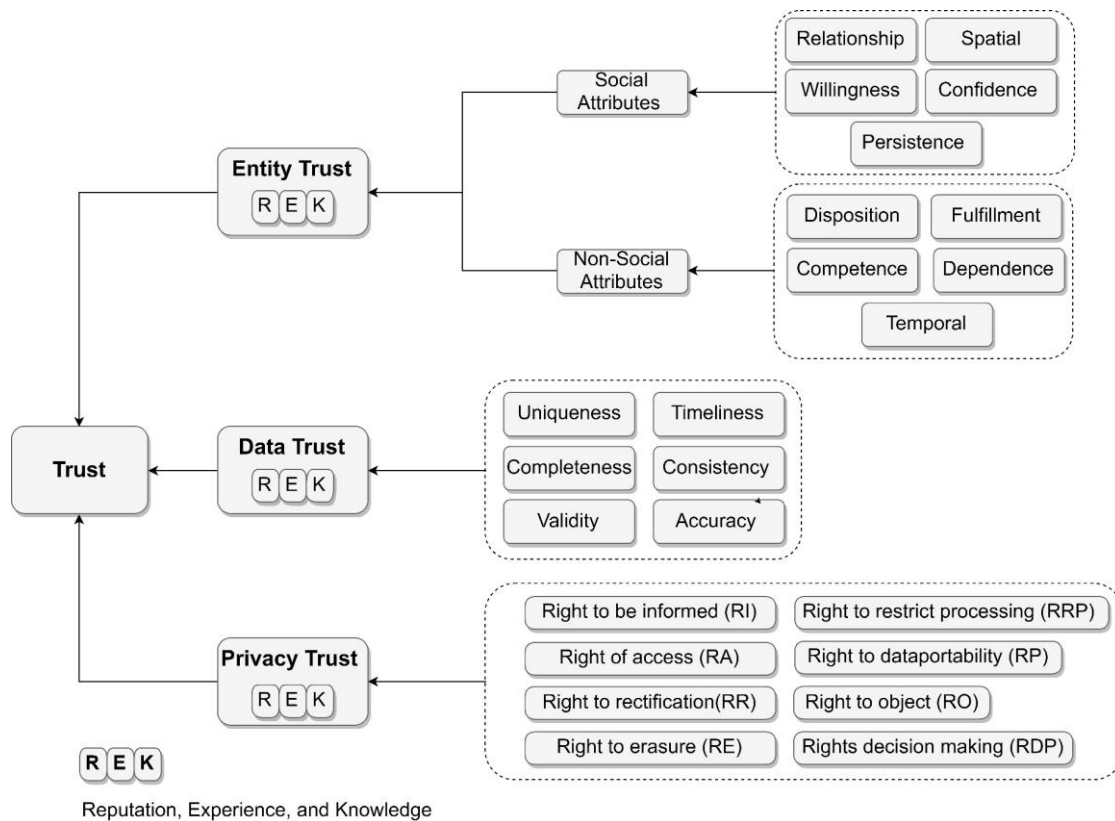 Relationship
Spatial
Social
Attributes
Willingness
Confidence
Persistence
Entity Trust
R E K
Disposition
Fulfillment
Non-Social
Attributes
Competence
Dependence
Temporal
Uniqueness
Timeliness
Trust
Data Trust
R E K
Completeness
Consistency
Validity
Accuracy
Privacy Trust
R E K
Right to be informed (RI)
Right to restrict processing (RRP)
Right of access (RA)
Right to dataportability (RP)
Right to rectification(RR)
Right to object (RO)
Right to erasure (RE)
Rights decision making (RDP)
R E K
Reputation, Experience, and Knowledge